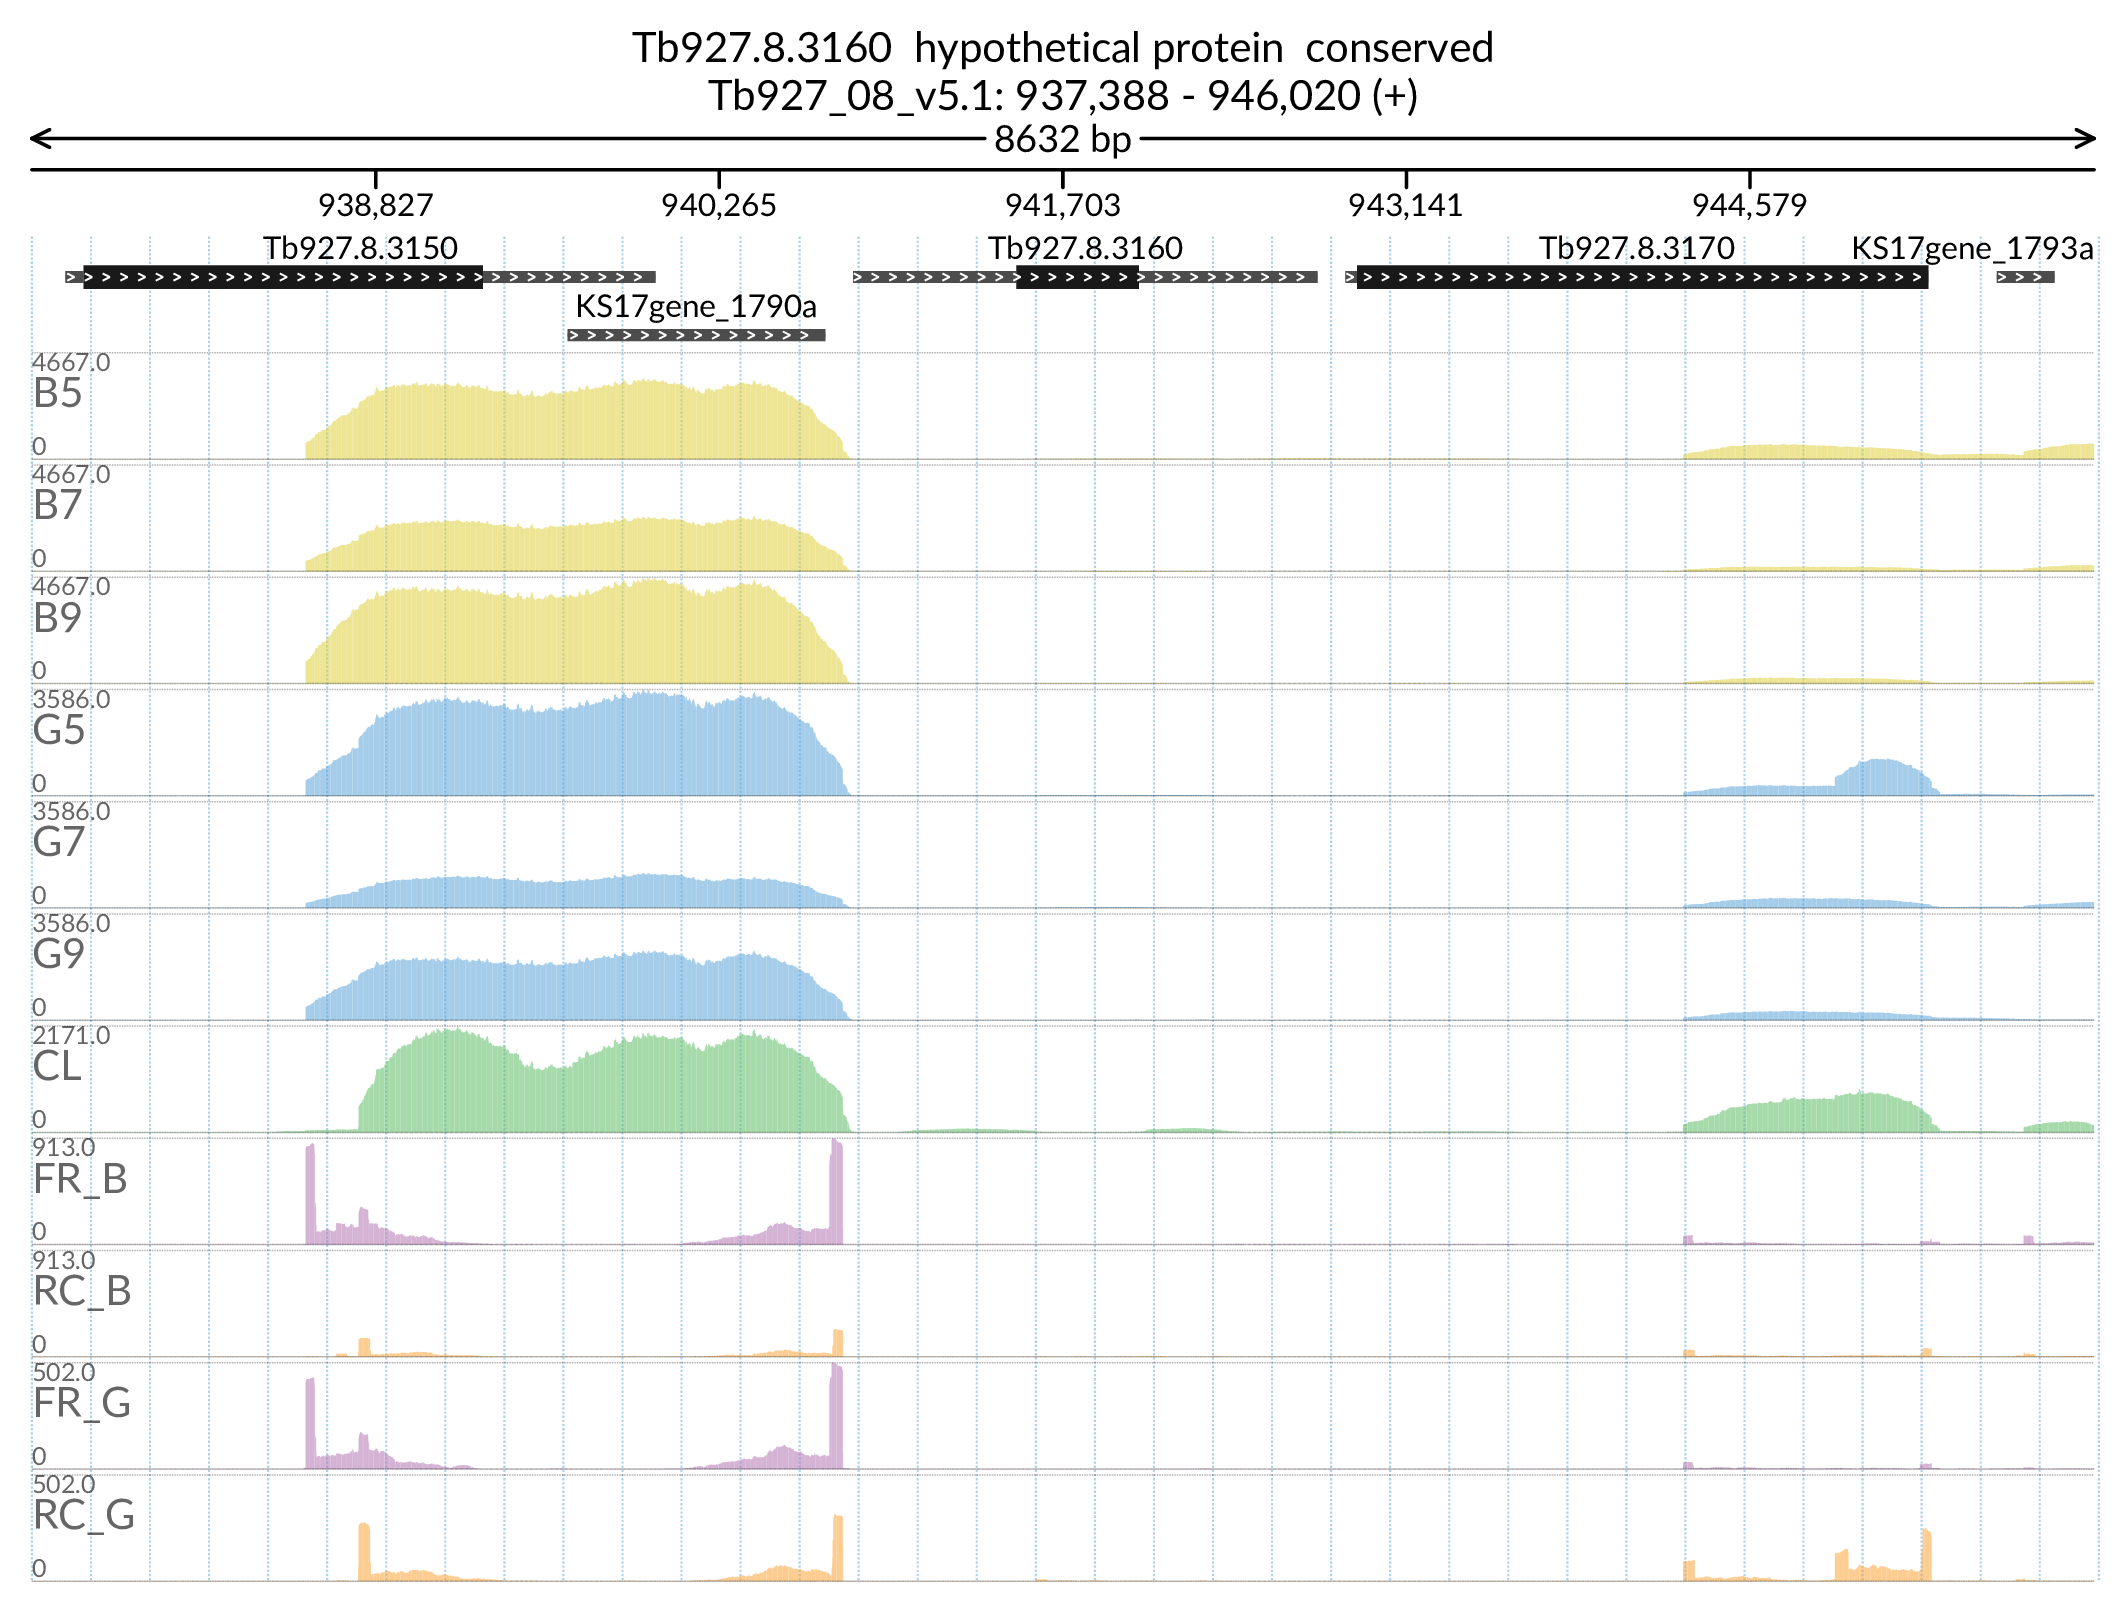 Tb927.8.3160  hypothetical protein  conserved
Tb927_08_v5.1: 937,388 - 946,020 (+)
8632 bp
938,827 940,265 941,703 943,141 944,579
Tb927.8.3150 Tb927.8.3160 Tb927.8.3170 KS17gene_1793a
KS17gene_1790a
4667.0
B5
0
4667.0
B7
0
4667.0
B9
0
3586.0
G5
0
3586.0
G7
0
3586.0
G9
0
2171.0
CL
0
913.0
FR_B
0
913.0
RC_B
0
502.0
FR_G
0
502.0
RC_G
0